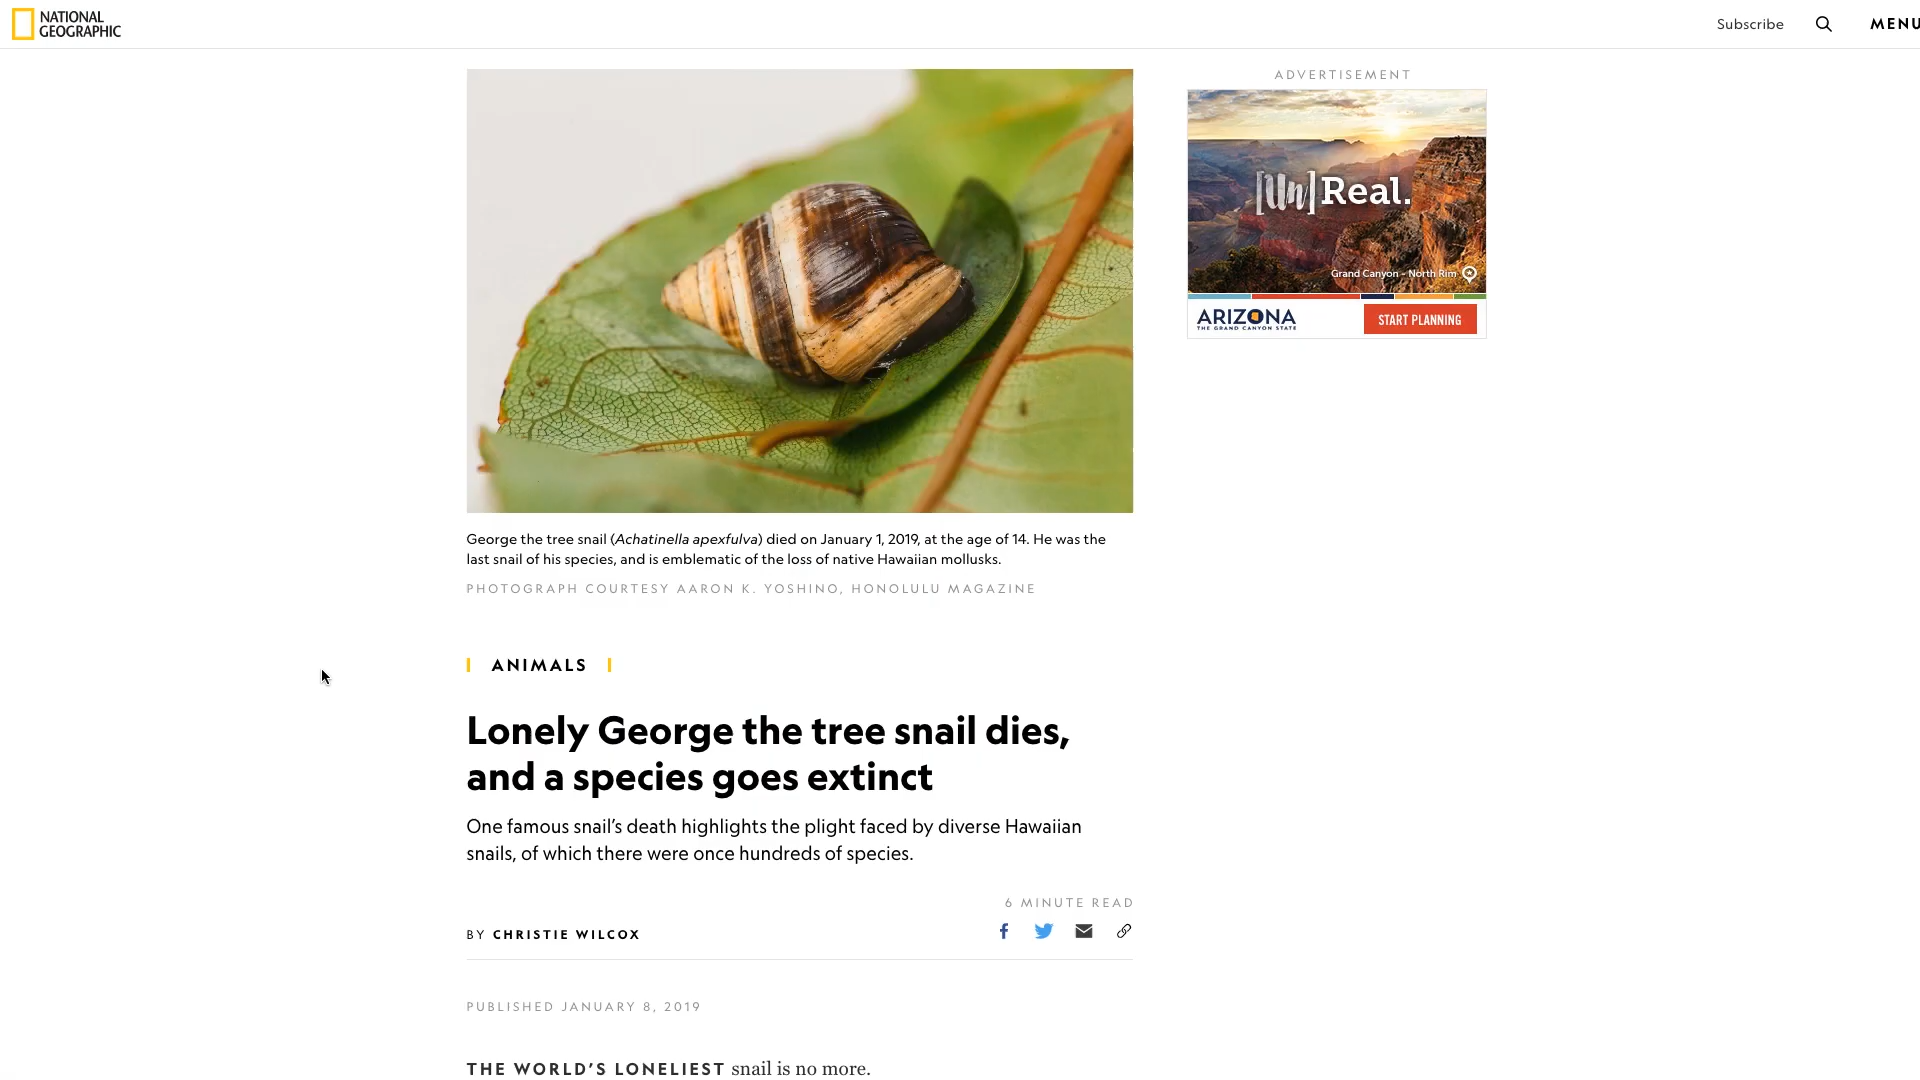 NATIONAL
GEOGRAPHIC
Subscribe
MENU
ADVERTISEMENT
[Un]Real.
Grand Canyon - North Rim
ARIZONA
THE GRAND CANYON STATE
START PLANNING
George the tree snail (Achatinella apexfulva) died on January 1, 2019, at the age of 14. He was the
last snail of his species, and is emblematic of the loss of native Hawaiian mollusks.
PHOTOGRAPH COURTESY AARON K. YOSHINO, HONOLULU MAGAZINE
ANIMALS
Lonely George the tree snail dies,
and a species goes extinct
One famous snail’s death highlights the plight faced by diverse Hawaiian
snails, of which there were once hundreds of species.
6 MINUTE READ
BY CHRISTIE WILCOX
PUBLISHED JANUARY 8, 2019
THE WORLD’S LONELIEST snail is no more.